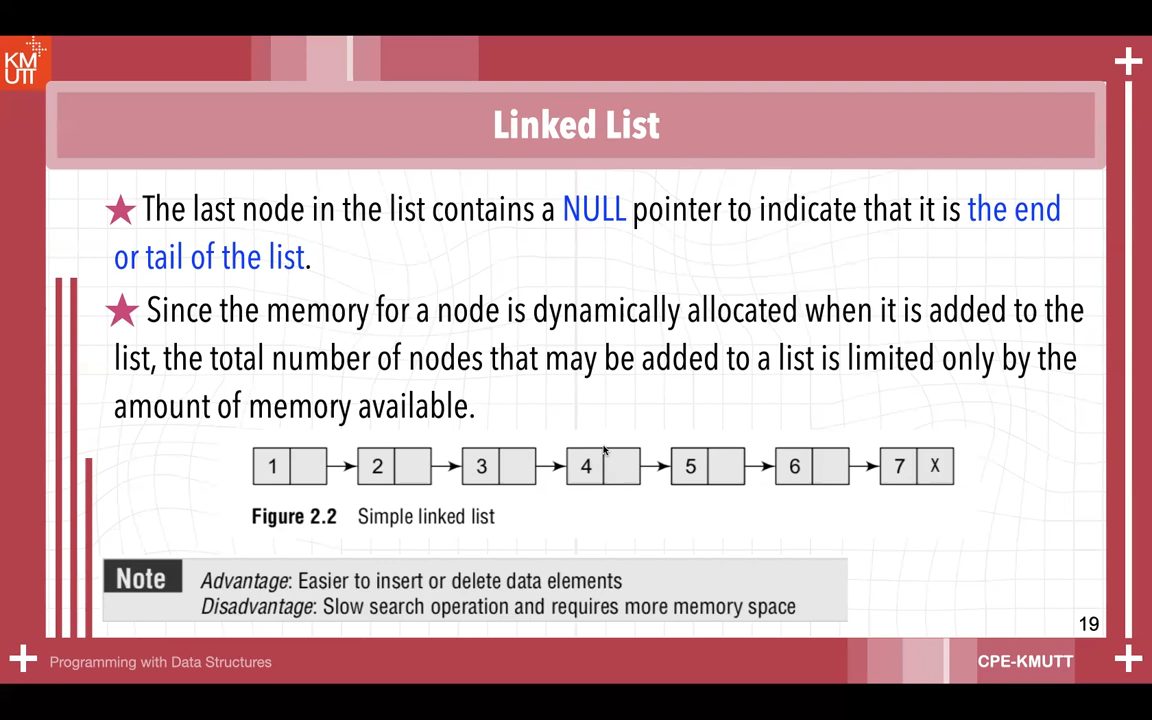 KM
UTT
Linked List
The last node in the list contains a NULL pointer to indicate that it is the end
or tail of the list.
Since the memory for a node is dynamically allocated when it is added to the
list, the total number of nodes that may be added to a list is limited only by the
amount of memory available.
1 2 3 4 5 6 7 X
Figure 2.2 Simple linked list
Note
Advantage: Easier to insert or delete data elements
Disadvantage: Slow search operation and requires more memory space
19
Programming with Data Structures
CPE-KMUTT